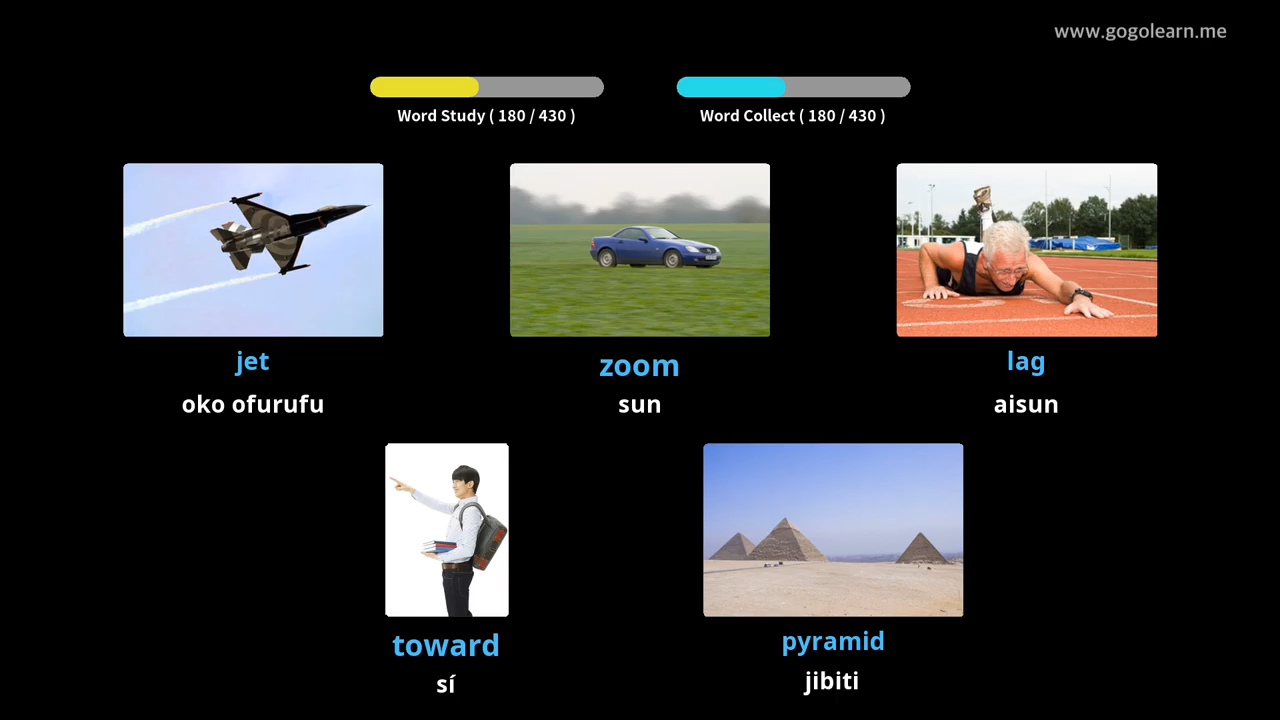 www.gogolearn.me
Word Study ( 180 / 430 )
Word Collect ( 180 / 430 )
jet
oko ofurufu
zoom
sun
lag
aisun
toward
sí
pyramid
jibiti